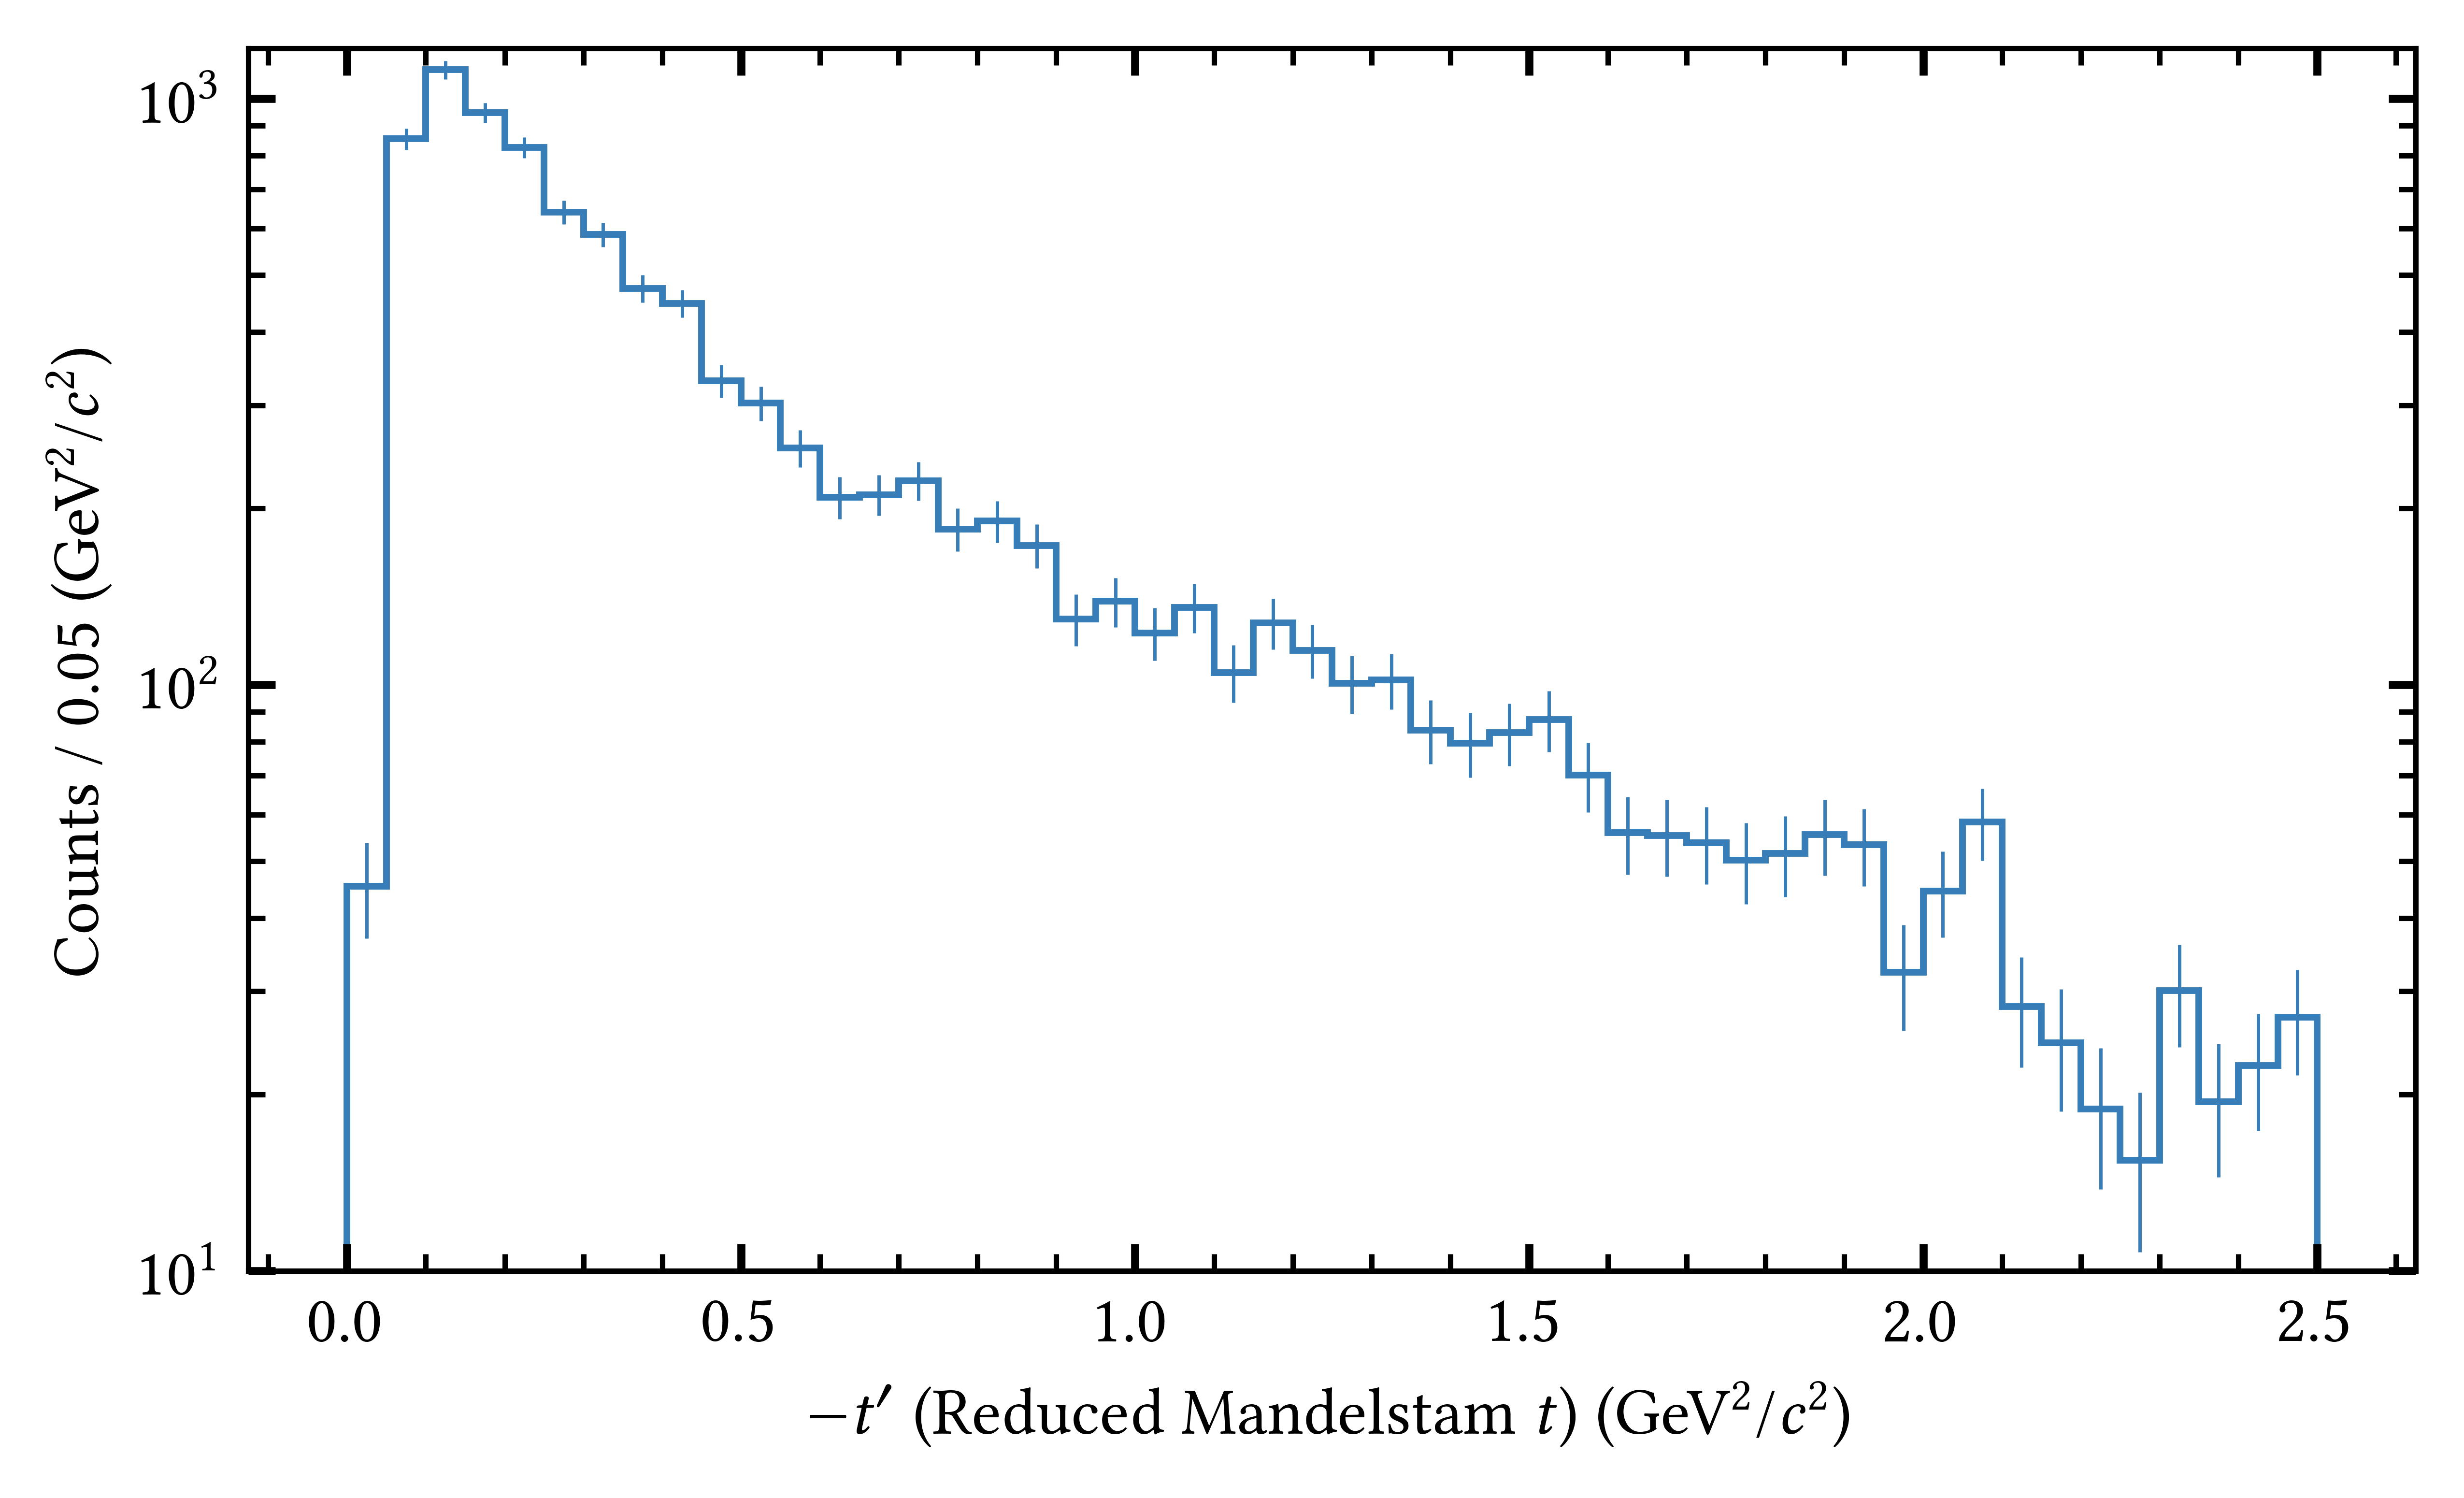 Counts / 0.05 (GeV²/c²)
10³
10²
10¹
0.0 0.5 1.0 1.5 2.0 2.5
−t′ (Reduced Mandelstam t) (GeV²/c²)